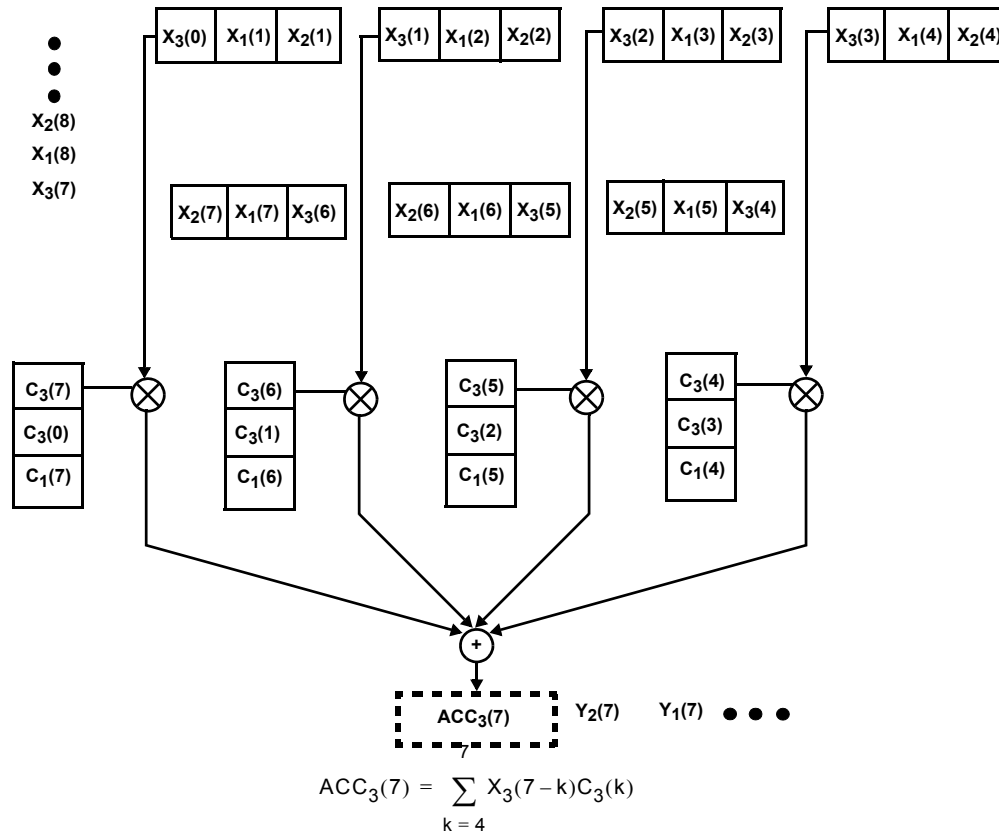 X3(0) X1(1) X2(1) X3(1) X1(2) X2(2) X3(2) X1(3) X2(3) X3(3) X1(4) X2(4)
X2(8)
X1(8)
X3(7)
X2(7) X1(7) X3(6) X2(6) X1(6) X3(5) X2(5) X1(5) X3(4)
C3(7) C3(6) C3(5) C3(4)
C3(0) C3(1) C3(2) C3(3)
C1(7) C1(6) C1(5) C1(4)
+
ACC3(7) Y2(7) Y1(7)
7
ACC3(7) = ∑ X3(7 – k)C3(k)
k = 4